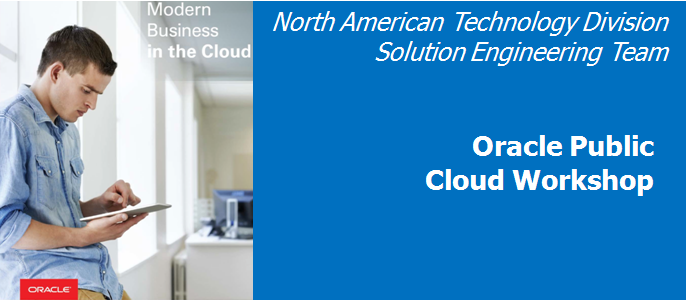 Modern
Business
in the Cloud
ORACLE
North American Technology Division
Solution Engineering Team
Oracle Public
Cloud Workshop